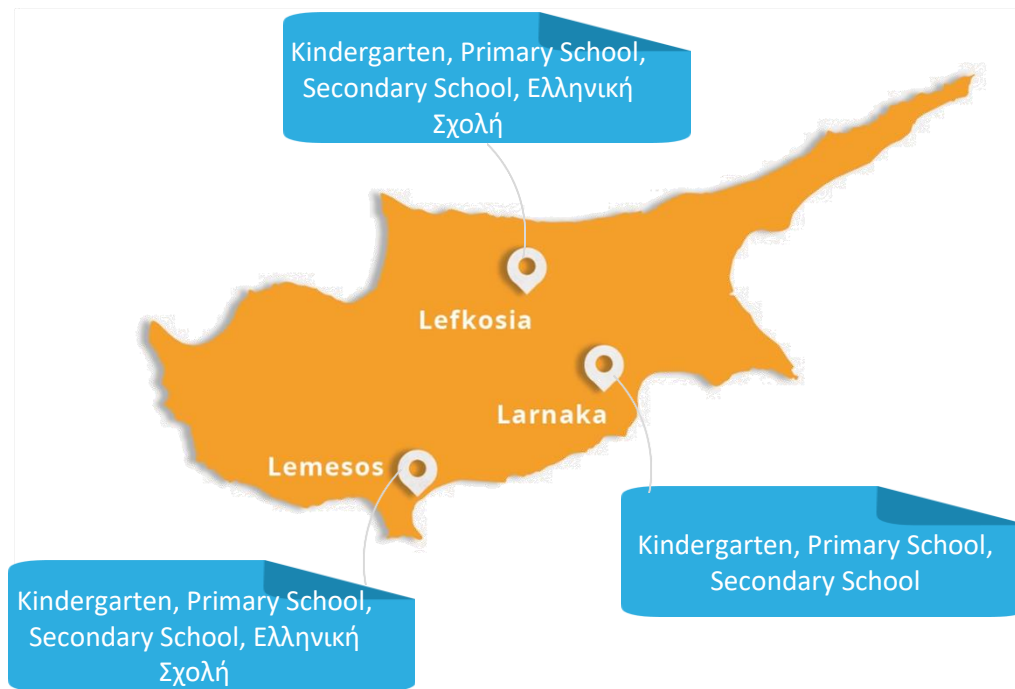 Kindergarten, Primary School,
Secondary School, Ελληνική
Σχολή
Lefkosia
Larnaka
Lemesos
Kindergarten, Primary School,
Secondary School
Kindergarten, Primary School,
Secondary School, Ελληνική
Σχολή